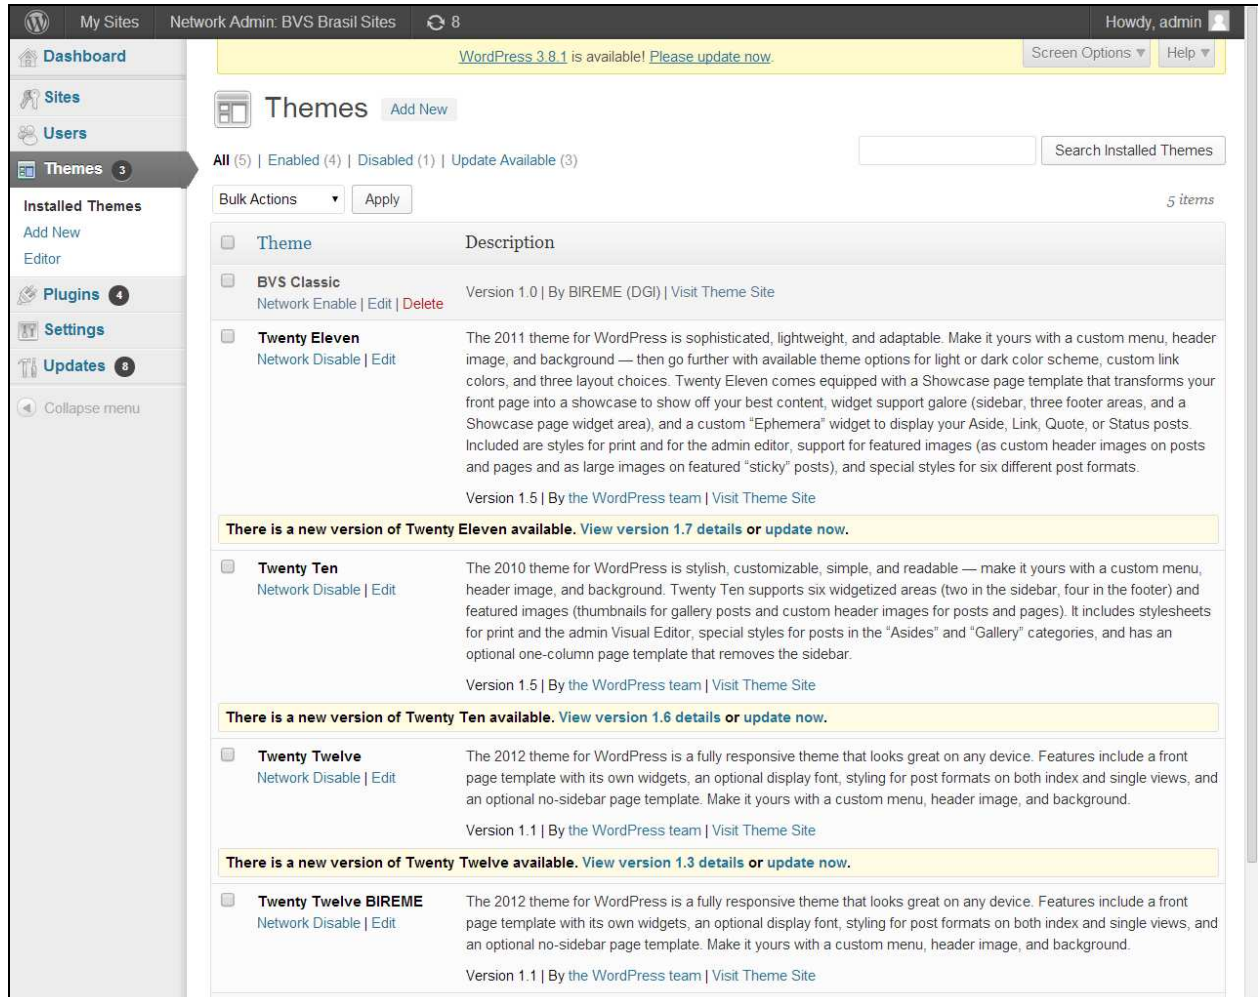 My Sites Network Admin: BVS Brasil Sites 8 Howdy, admin
WordPress 3.8.1 is available! Please update now.
Screen Options Help
Dashboard
Sites
Users
Themes 3
Installed Themes
Add New
Editor
Plugins 4
Settings
Updates 8
Collapse menu
Themes Add New
All (5) | Enabled (4) | Disabled (1) | Update Available (3)
Search Installed Themes
Bulk Actions Apply
5 items
Theme Description
BVS Classic
Network Enable | Edit | Delete
Version 1.0 | By BIREME (DGI) | Visit Theme Site
Twenty Eleven
Network Disable | Edit
The 2011 theme for WordPress is sophisticated, lightweight, and adaptable. Make it yours with a custom menu, header
image, and background — then go further with available theme options for light or dark color scheme, custom link
colors, and three layout choices. Twenty Eleven comes equipped with a Showcase page template that transforms your
front page into a showcase to show off your best content, widget support galore (sidebar, three footer areas, and a
Showcase page widget area), and a custom “Ephemera” widget to display your Aside, Link, Quote, or Status posts.
Included are styles for print and for the admin editor, support for featured images (as custom header images on posts
and pages and as large images on featured “sticky” posts), and special styles for six different post formats.
Version 1.5 | By the WordPress team | Visit Theme Site
There is a new version of Twenty Eleven available. View version 1.7 details or update now.
Twenty Ten
Network Disable | Edit
The 2010 theme for WordPress is stylish, customizable, simple, and readable — make it yours with a custom menu,
header image, and background. Twenty Ten supports six widgetized areas (two in the sidebar, four in the footer) and
featured images (thumbnails for gallery posts and custom header images for posts and pages). It includes stylesheets
for print and the admin Visual Editor, special styles for posts in the “Asides” and “Gallery” categories, and has an
optional one-column page template that removes the sidebar.
Version 1.5 | By the WordPress team | Visit Theme Site
There is a new version of Twenty Ten available. View version 1.6 details or update now.
Twenty Twelve
Network Disable | Edit
The 2012 theme for WordPress is a fully responsive theme that looks great on any device. Features include a front
page template with its own widgets, an optional display font, styling for post formats on both index and single views, and
an optional no-sidebar page template. Make it yours with a custom menu, header image, and background.
Version 1.1 | By the WordPress team | Visit Theme Site
There is a new version of Twenty Twelve available. View version 1.3 details or update now.
Twenty Twelve BIREME
Network Disable | Edit
The 2012 theme for WordPress is a fully responsive theme that looks great on any device. Features include a front
page template with its own widgets, an optional display font, styling for post formats on both index and single views, and
an optional no-sidebar page template. Make it yours with a custom menu, header image, and background.
Version 1.1 | By the WordPress team | Visit Theme Site